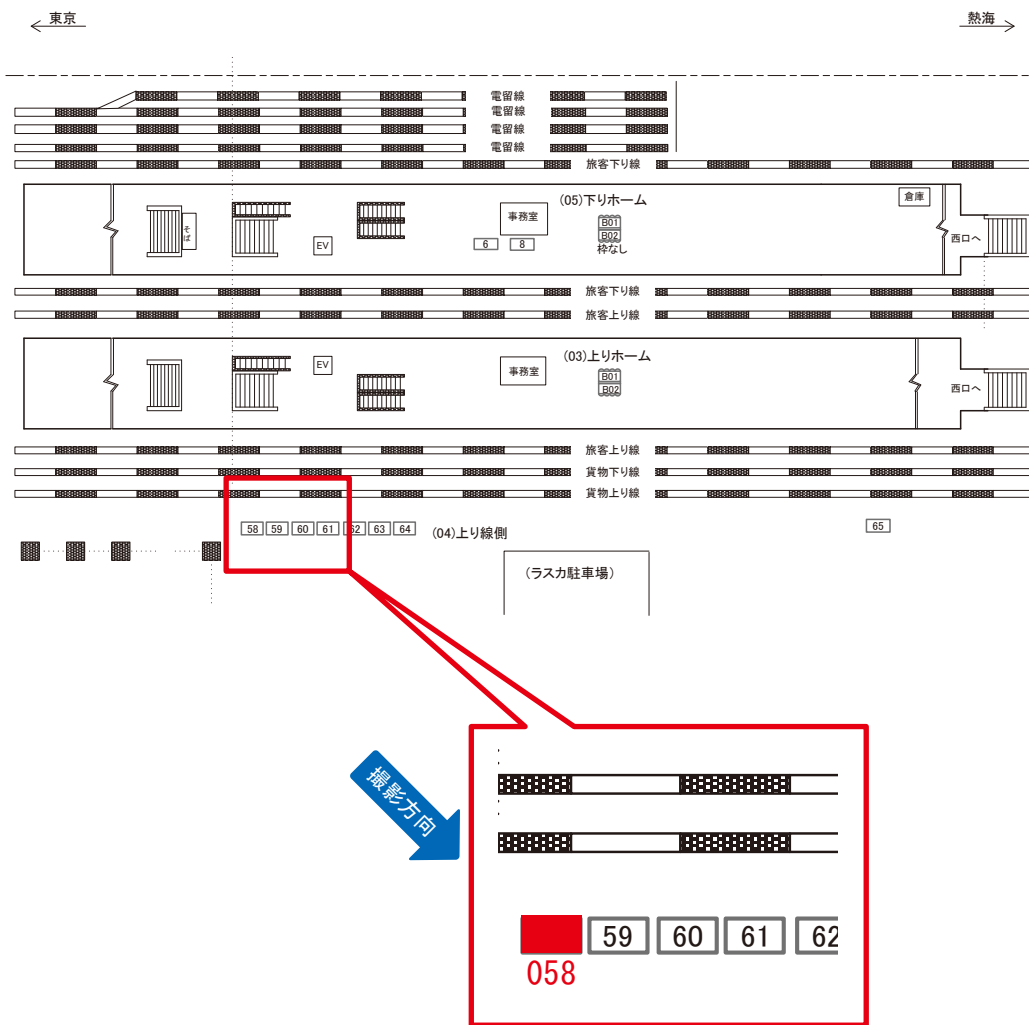 東京
熱海
電留線
電留線
電留線
電留線
旅客下り線
(05)下りホーム
倉庫
そば
事務室
B01
B02
枠なし
EV
6
8
西口へ
旅客下り線
旅客上り線
(03)上りホーム
EV
事務室
B01
B02
西口へ
旅客上り線
貨物下り線
貨物上り線
58
59
60
61
62
63
64
(04)上り線側
65
(ラスカ駐車場)
撮影方向
59
60
61
62
058